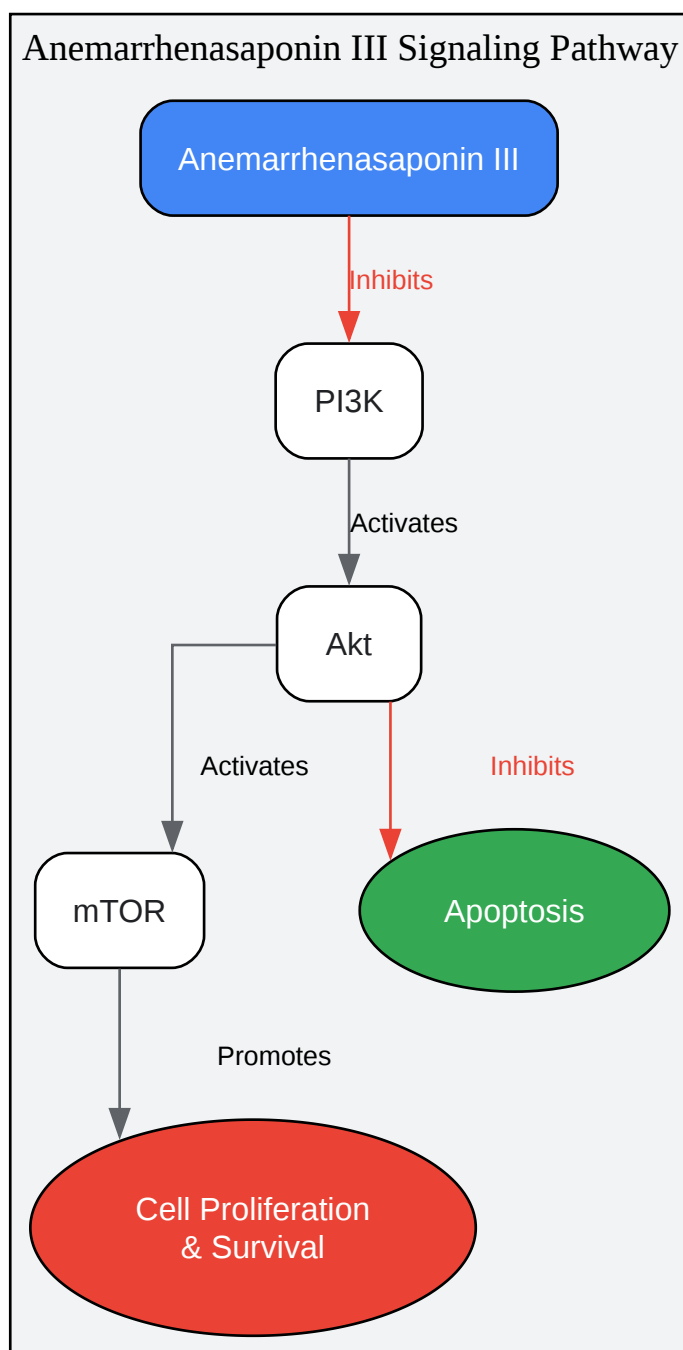 Anemarrhenasaponin III Signaling Pathway
Anemarrhenasaponin III
Inhibits
PI3K
Activates
Akt
Activates
Inhibits
mTOR
Apoptosis
Promotes
Cell Proliferation
& Survival